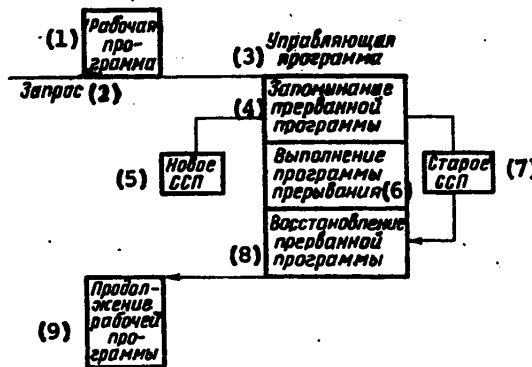 (1) Рабочая
про-
грамма
(3) Управляющая
программа
Запрос (2)
(4) Запоминание
прерванной
программы
(5) Новое
ССП
Выполнение
программы
прерывания (6)
Старое
ССП (7)
(8) Восстановление
прерванной
программы
(9) Продол-
жение
рабочей
про-
граммы